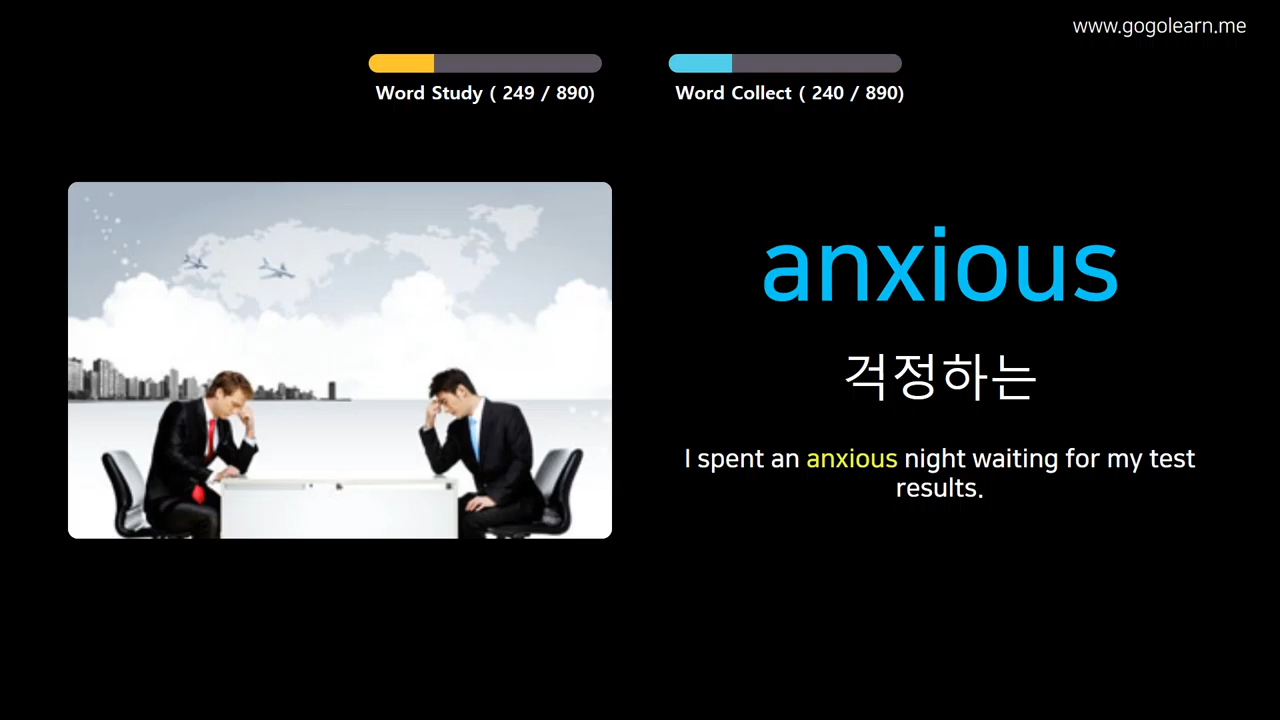 www.gogolearn.me
Word Study ( 249 / 890)
Word Collect ( 240 / 890)
anxious
걱정하는
I spent an anxious night waiting for my test
results.